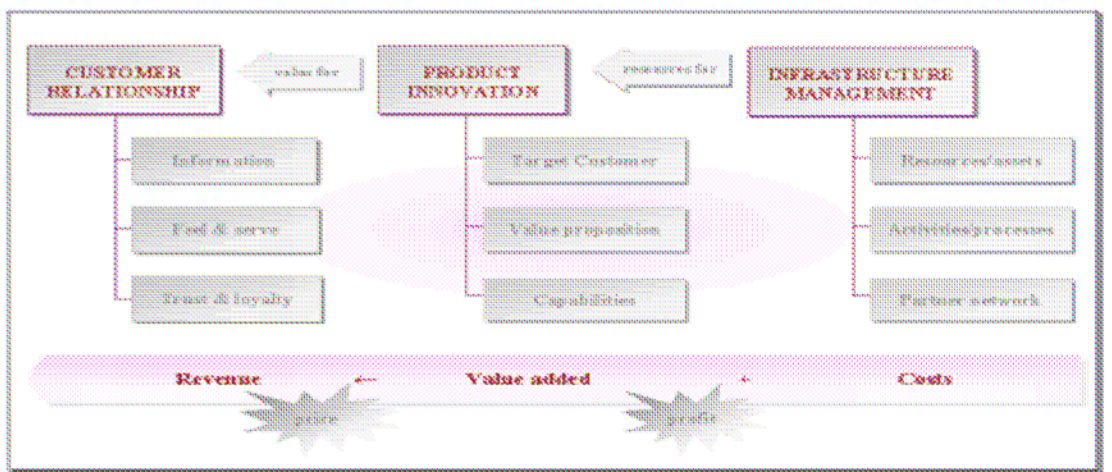 CUSTOMER
RELATIONSHIP
value for
PRODUCT
INNOVATION
resources for
INFRASTRUCTURE
MANAGEMENT
Information
Feel & serve
Trust & loyalty
Target Customer
Value proposition
Capabilities
Resources/assets
Activities/processes
Partner network
Revenue ← Value added + Costs
price
profit